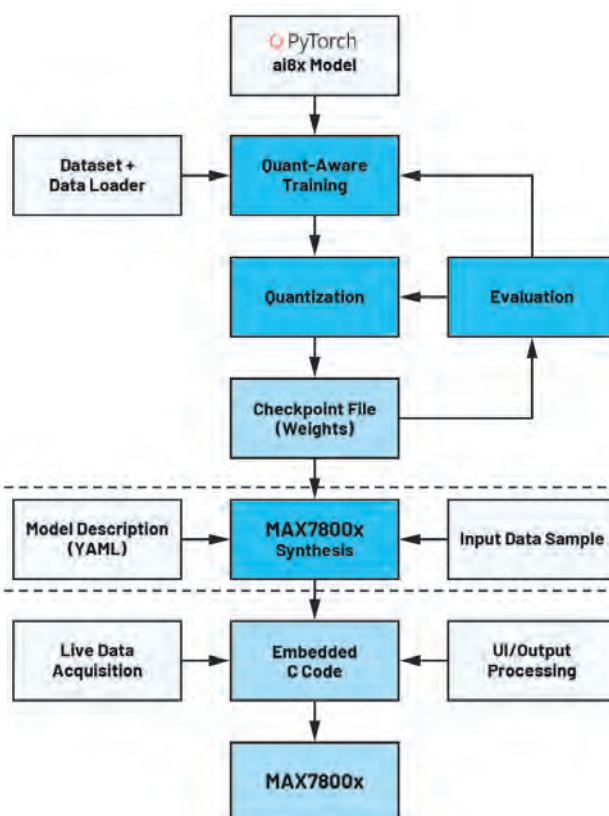 PyTorch
ai8x Model
Dataset +
Data Loader
Quant-Aware
Training
Quantization
Evaluation
Checkpoint File
(Weights)
Model Description
(YAML)
MAX7800x
Synthesis
Input Data Sample
Live Data
Acquisition
Embedded
C Code
UI/Output
Processing
MAX7800x